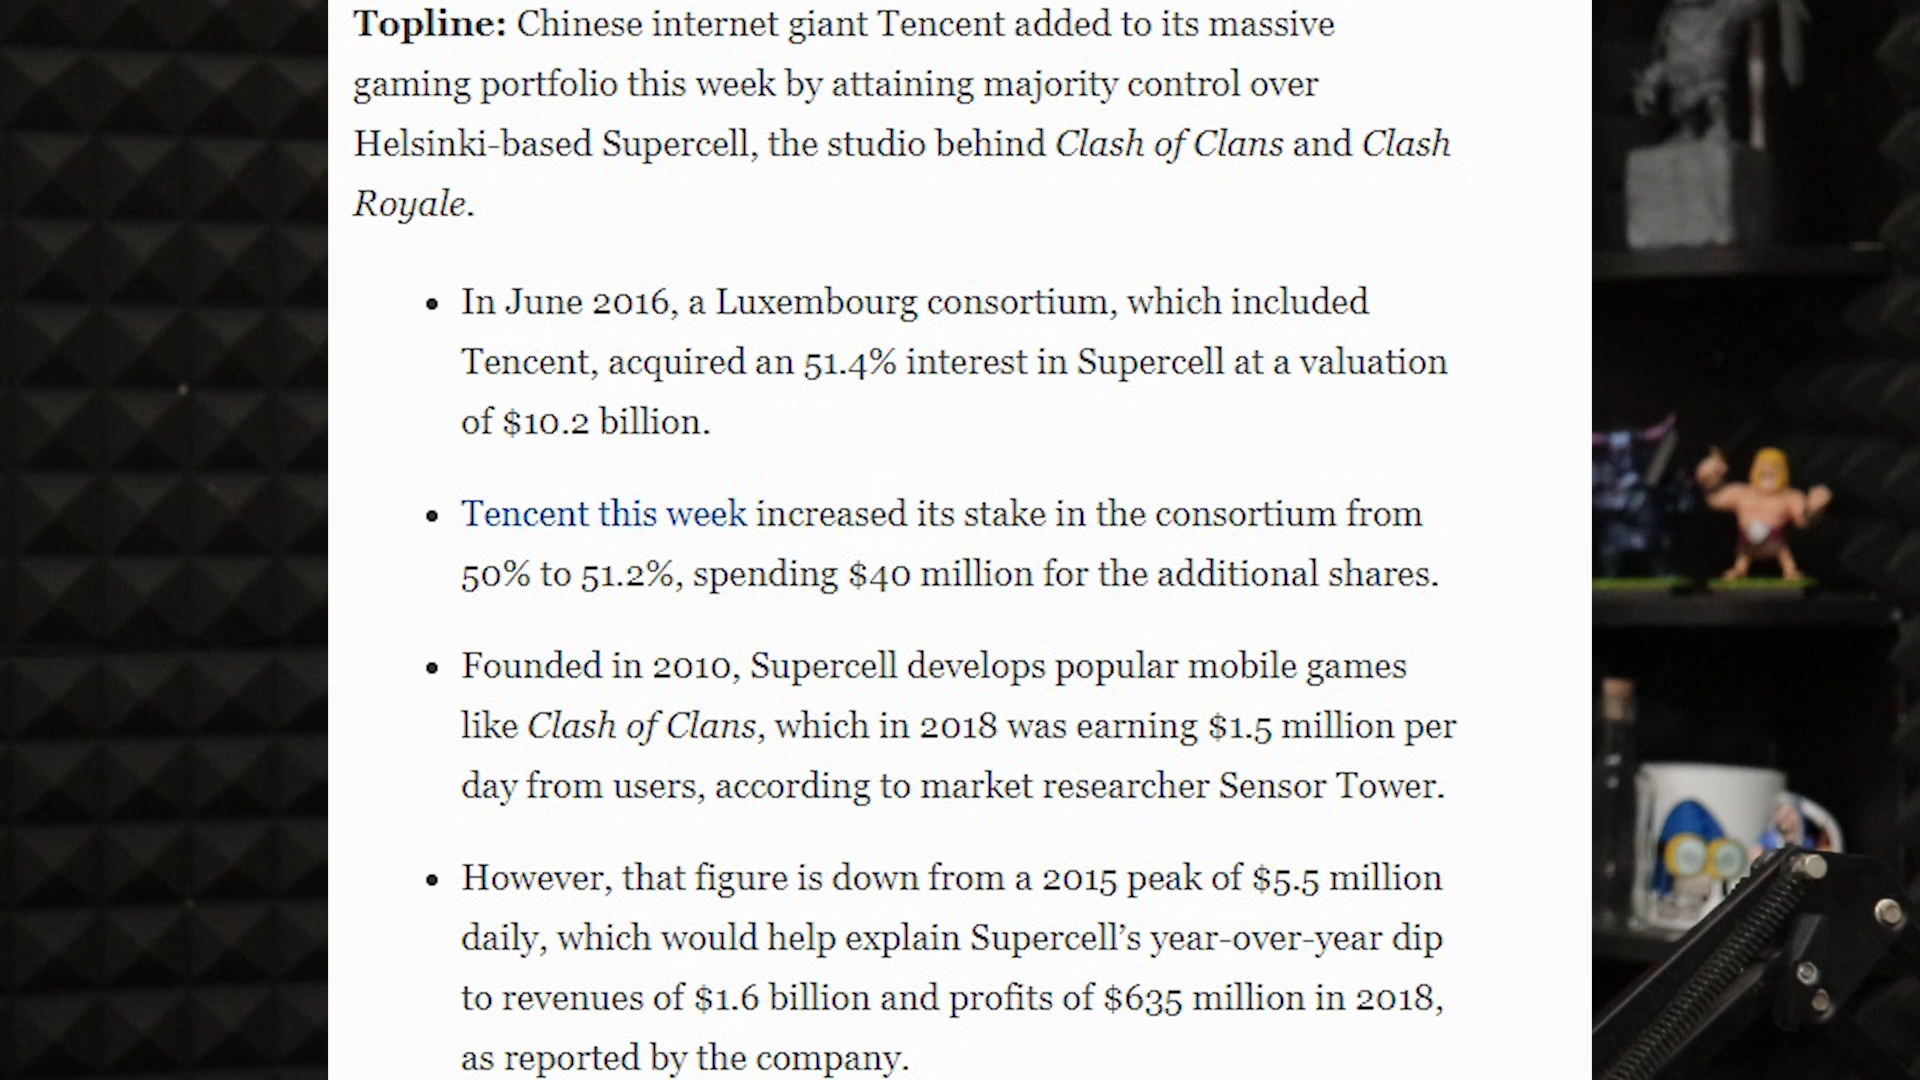 Topline: Chinese internet giant Tencent added to its massive
gaming portfolio this week by attaining majority control over
Helsinki-based Supercell, the studio behind Clash of Clans and Clash
Royale.
• In June 2016, a Luxembourg consortium, which included
Tencent, acquired an 51.4% interest in Supercell at a valuation
of $10.2 billion.
• Tencent this week increased its stake in the consortium from
50% to 51.2%, spending $40 million for the additional shares.
• Founded in 2010, Supercell develops popular mobile games
like Clash of Clans, which in 2018 was earning $1.5 million per
day from users, according to market researcher Sensor Tower.
• However, that figure is down from a 2015 peak of $5.5 million
daily, which would help explain Supercell’s year-over-year dip
to revenues of $1.6 billion and profits of $635 million in 2018,
as reported by the company.